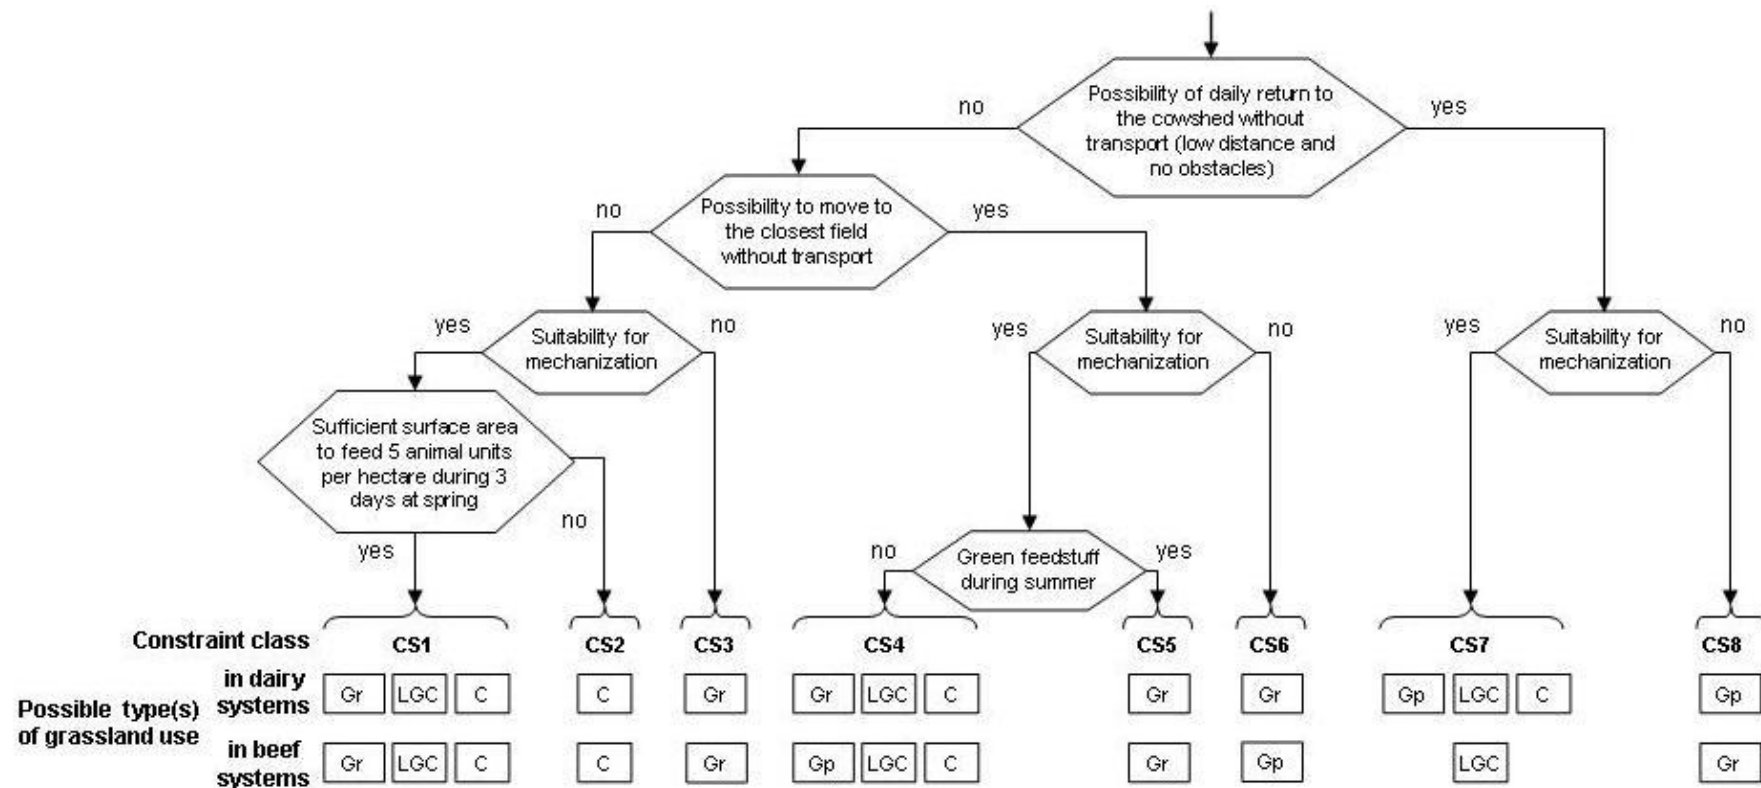 no
Possibility of daily return to
the cowshed without
transport (low distance and
no obstacles)
yes
no
Possibility to move to
the closest field
without transport
yes
yes
Suitability for
mechanization
no
yes
Suitability for
mechanization
no
yes
Suitability for
mechanization
no
Sufficient surface area
to feed 5 animal units
per hectare during 3
days at spring
no
yes
no
Green feedstuff
during summer
yes
Constraint class
CS1
CS2
CS3
CS4
CS5
CS6
CS7
CS8
Possible type(s)
of grassland use
in dairy
systems
Gr
LGC
C
C
Gr
Gr
LGC
C
Gr
Gr
Gp
LGC
C
Gp
in beef
systems
Gr
LGC
C
C
Gr
Gp
LGC
C
Gr
Gp
LGC
Gr